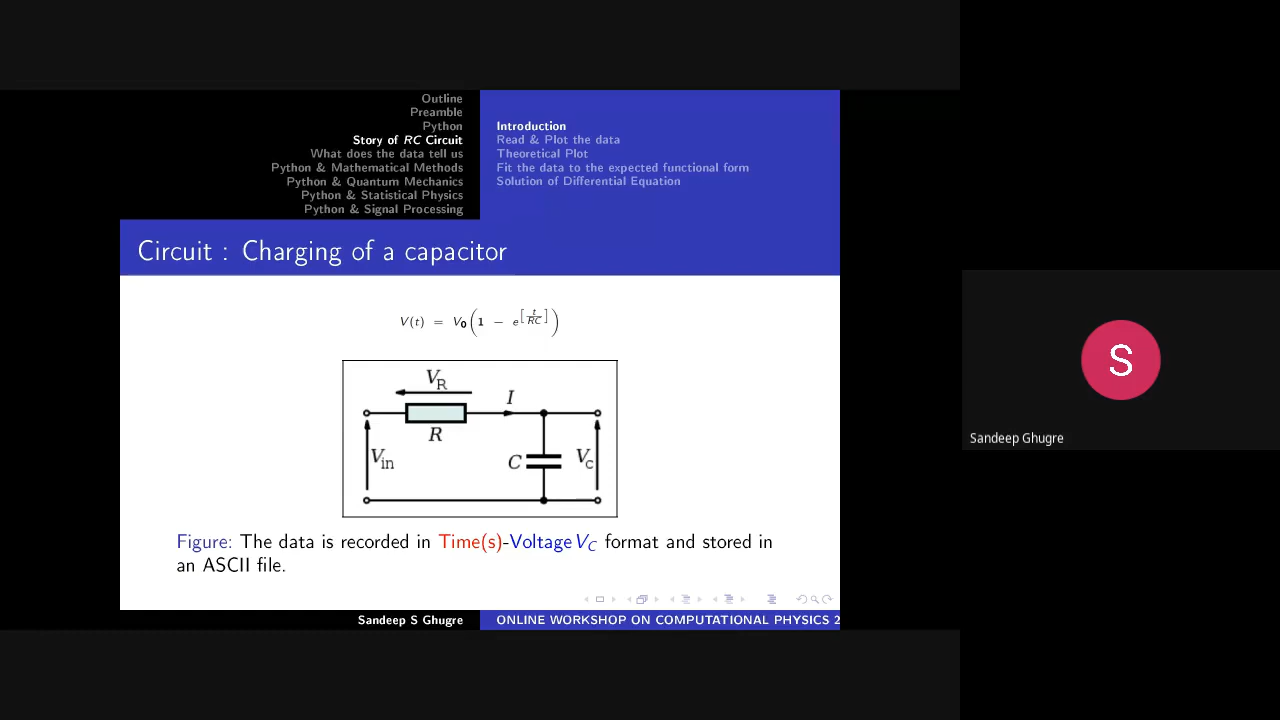 Outline
Preamble
Python
Story of RC Circuit
What does the data tell us
Python & Mathematical Methods
Python & Quantum Mechanics
Python & Statistical Physics
Python & Signal Processing
Introduction
Read & Plot the data
Theoretical Plot
Fit the data to the expected functional form
Solution of Differential Equation
Circuit : Charging of a capacitor
V(t) = V₀(1 − e^[t/RC])
V_R
I
R
V_in
C
V_c
Figure: The data is recorded in Time(s)-Voltage V_C format and stored in
an ASCII file.
Sandeep S Ghugre
ONLINE WORKSHOP ON COMPUTATIONAL PHYSICS 2
S
Sandeep Ghugre